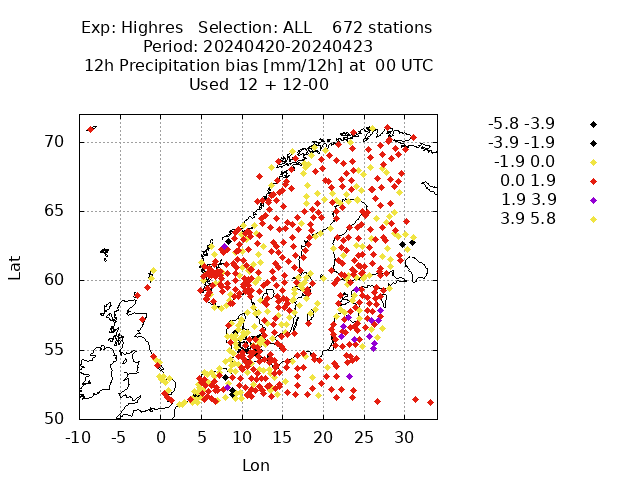 Exp: Highres   Selection: ALL    672 stations
Period: 20240420-20240423
12h Precipitation bias [mm/12h] at  00 UTC
Used  12 + 12-00
-5.8 -3.9
-3.9 -1.9
-1.9 0.0
0.0 1.9
1.9 3.9
3.9 5.8
70
65
60
55
50
Lat
-10 -5 0 5 10 15 20 25 30
Lon